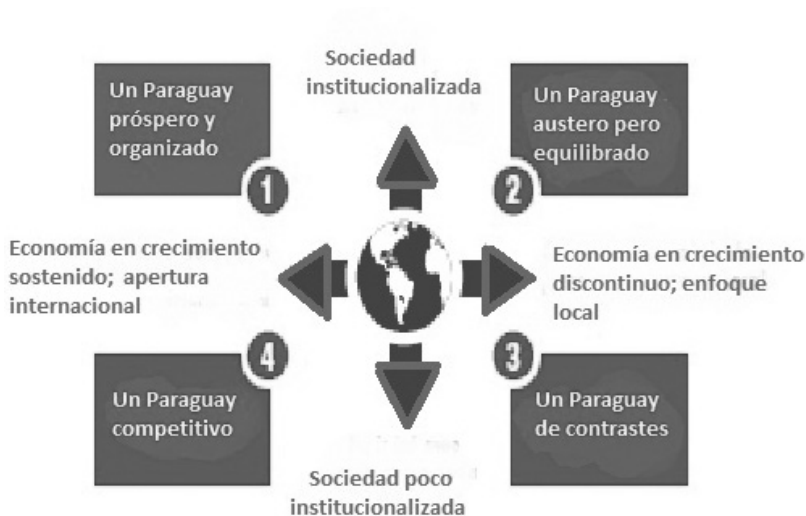 Sociedad
institucionalizada
Un Paraguay
próspero y
organizado
1
Un Paraguay
austero pero
equilibrado
2
Economía en crecimiento
sostenido; apertura
internacional
Economía en crecimiento
discontinuo; enfoque
local
4
Un Paraguay
competitivo
3
Un Paraguay
de contrastes
Sociedad poco
institucionalizada